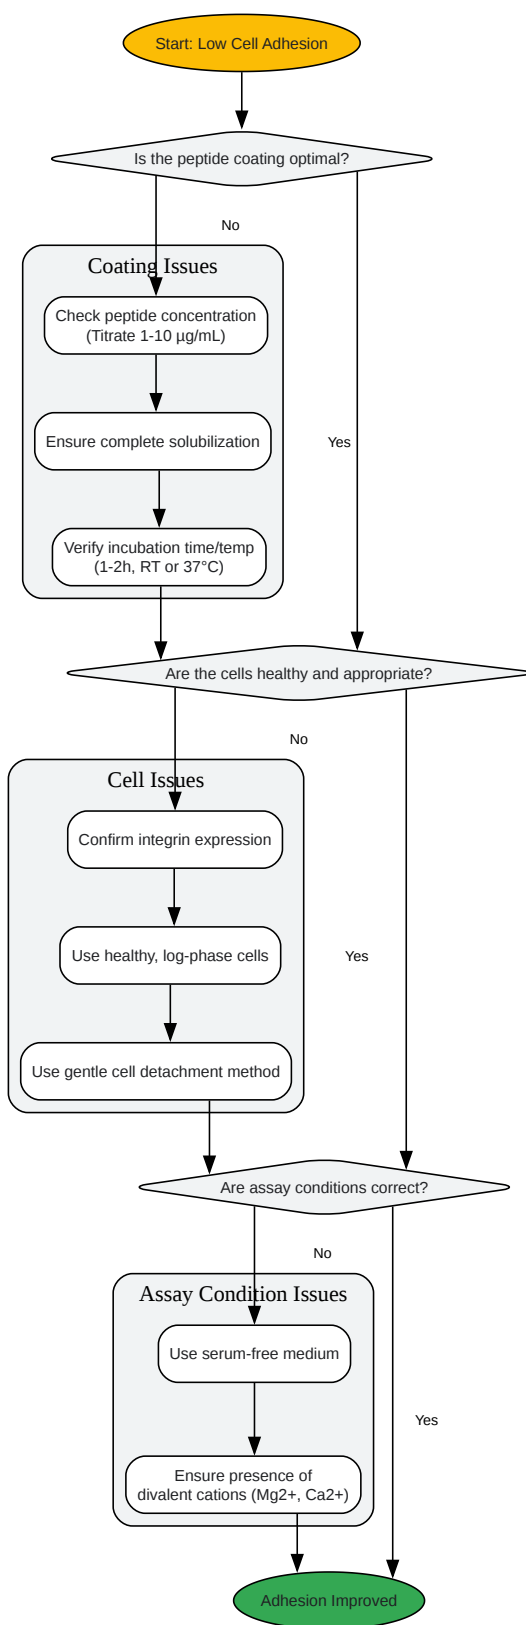 Start: Low Cell Adhesion
Is the peptide coating optimal?
No
Coating Issues
Check peptide concentration
(Titrate 1-10 µg/mL)
Ensure complete solubilization
Yes
Verify incubation time/temp
(1-2h, RT or 37°C)
Are the cells healthy and appropriate?
No
Cell Issues
Confirm integrin expression
Use healthy, log-phase cells
Yes
Use gentle cell detachment method
Are assay conditions correct?
No
Assay Condition Issues
Use serum-free medium
Yes
Ensure presence of
divalent cations (Mg2+, Ca2+)
Adhesion Improved